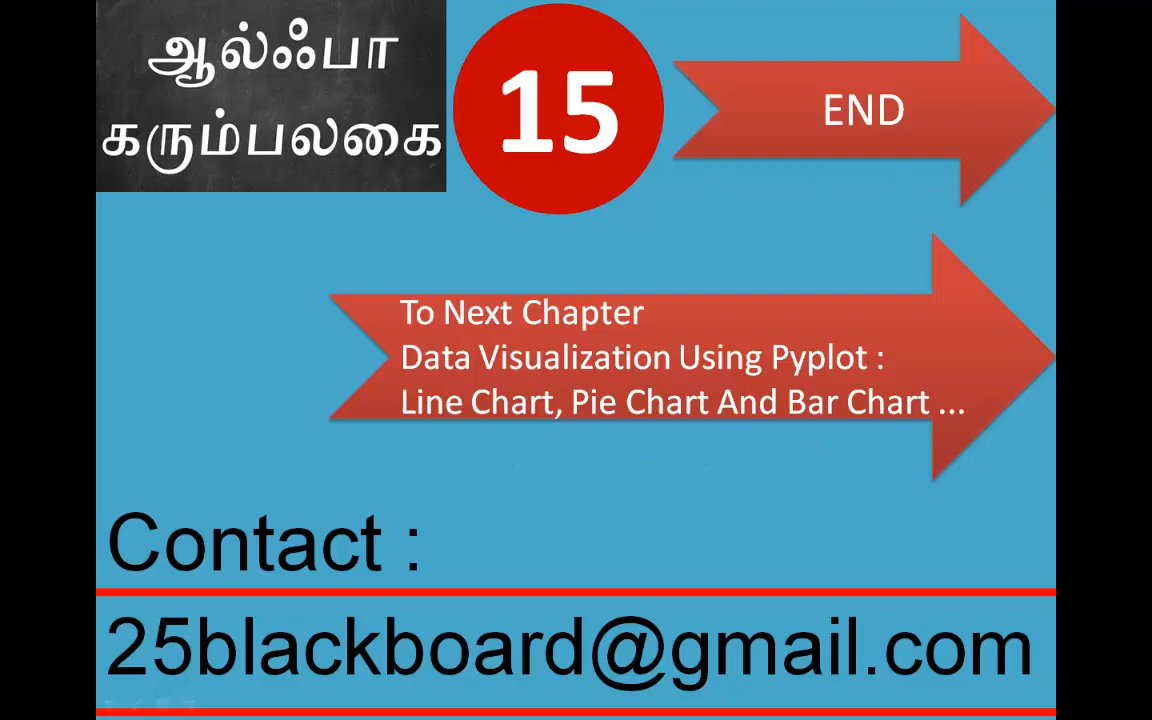 ஆல்ஃபா
கரும்பலகை
15
END
To Next Chapter
Data Visualization Using Pyplot :
Line Chart, Pie Chart And Bar Chart ...
Contact :
25blackboard@gmail.com